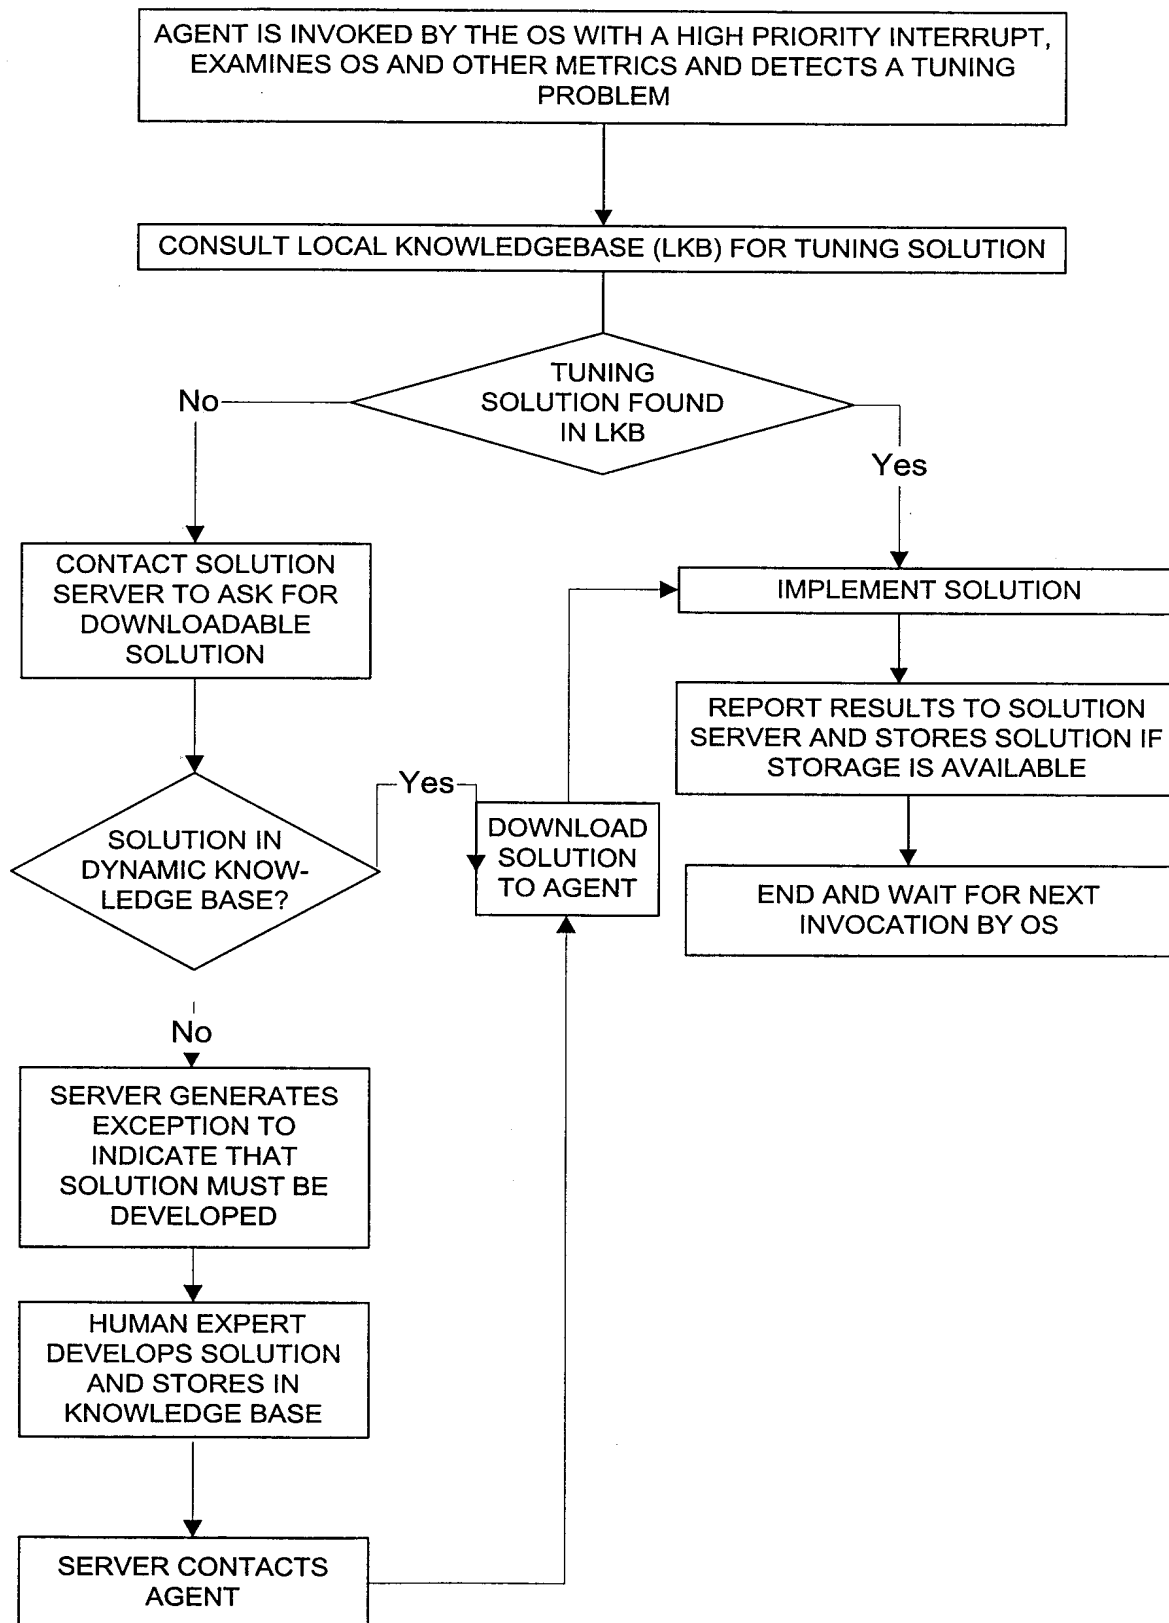 AGENT IS INVOKED BY THE OS WITH A HIGH PRIORITY INTERRUPT,
EXAMINES OS AND OTHER METRICS AND DETECTS A TUNING
PROBLEM
CONSULT LOCAL KNOWLEDGEBASE (LKB) FOR TUNING SOLUTION
TUNING
SOLUTION FOUND
IN LKB
No
Yes
CONTACT SOLUTION
SERVER TO ASK FOR
DOWNLOADABLE
SOLUTION
IMPLEMENT SOLUTION
REPORT RESULTS TO SOLUTION
SERVER AND STORES SOLUTION IF
STORAGE IS AVAILABLE
Yes
SOLUTION IN
DYNAMIC KNOW-
LEDGE BASE?
DOWNLOAD
SOLUTION
TO AGENT
END AND WAIT FOR NEXT
INVOCATION BY OS
No
SERVER GENERATES
EXCEPTION TO
INDICATE THAT
SOLUTION MUST BE
DEVELOPED
HUMAN EXPERT
DEVELOPS SOLUTION
AND STORES IN
KNOWLEDGE BASE
SERVER CONTACTS
AGENT